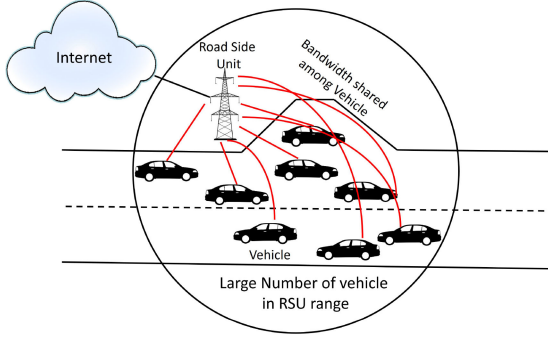 Internet
Road Side
Unit
Bandwidth shared
among Vehicle
Vehicle
Large Number of vehicle
in RSU range